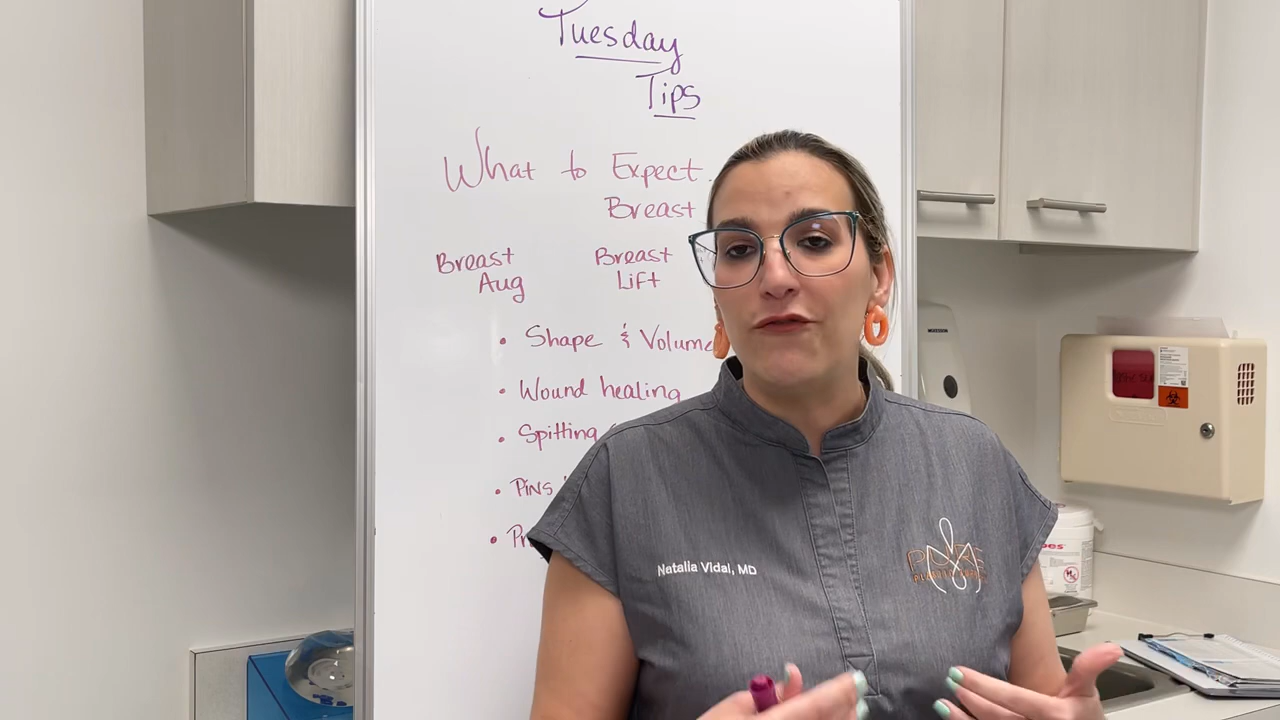 Tuesday
Tips
What to Expect
Breast
Breast
Aug
Breast
Lift
• Shape & Volume
• Wound healing
• Spitting
• Pins
Natalia Vidal, MD
PURE